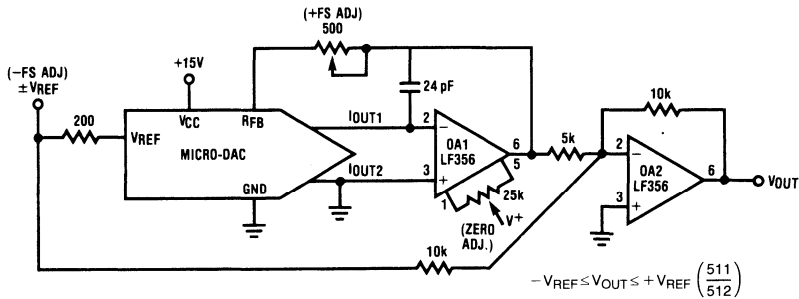 (+FS ADJ)
500
+15V
24 pF
(−FS ADJ)
±VREF
200
VREF
VCC
RFB
MICRO-DAC
GND
IOUT1
IOUT2
2
−
3
+
OA1
LF356
6
5
1
25k
V+
(ZERO
ADJ.)
5k
10k
2
−
3
+
OA2
LF356
6
VOUT
10k
−VREF≤VOUT≤+VREF (511/512)